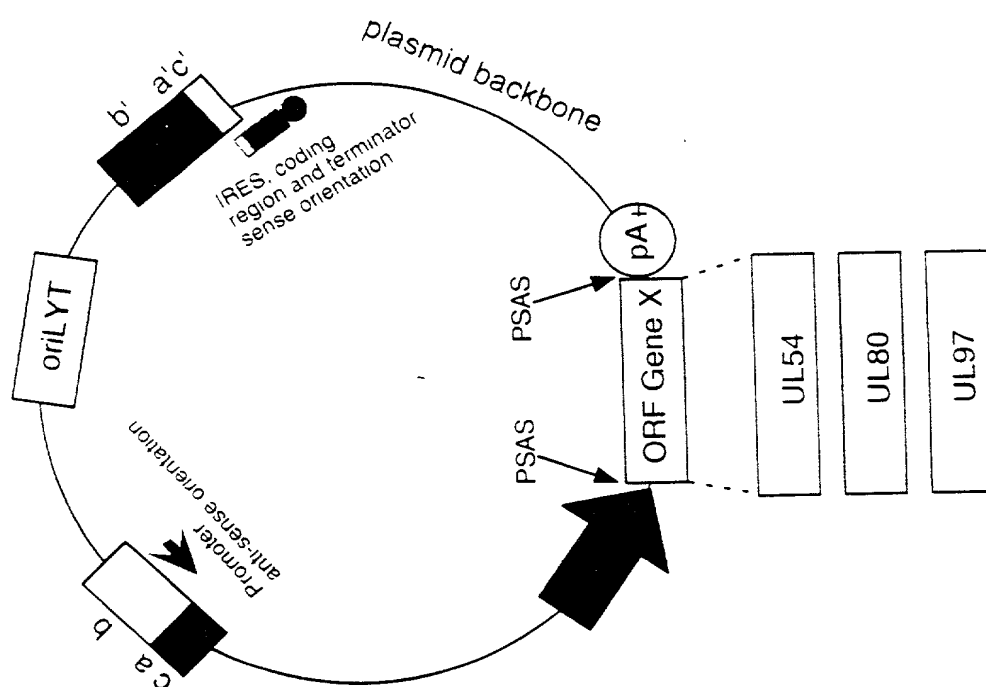 plasmid backbone
b'
a'c'
IRES, coding
region and terminator
sense orientation
oriLYT
Promoter
anti-sense orientation
b
c a
PSAS
PSAS
ORF Gene X
pA+
UL54
UL80
UL97